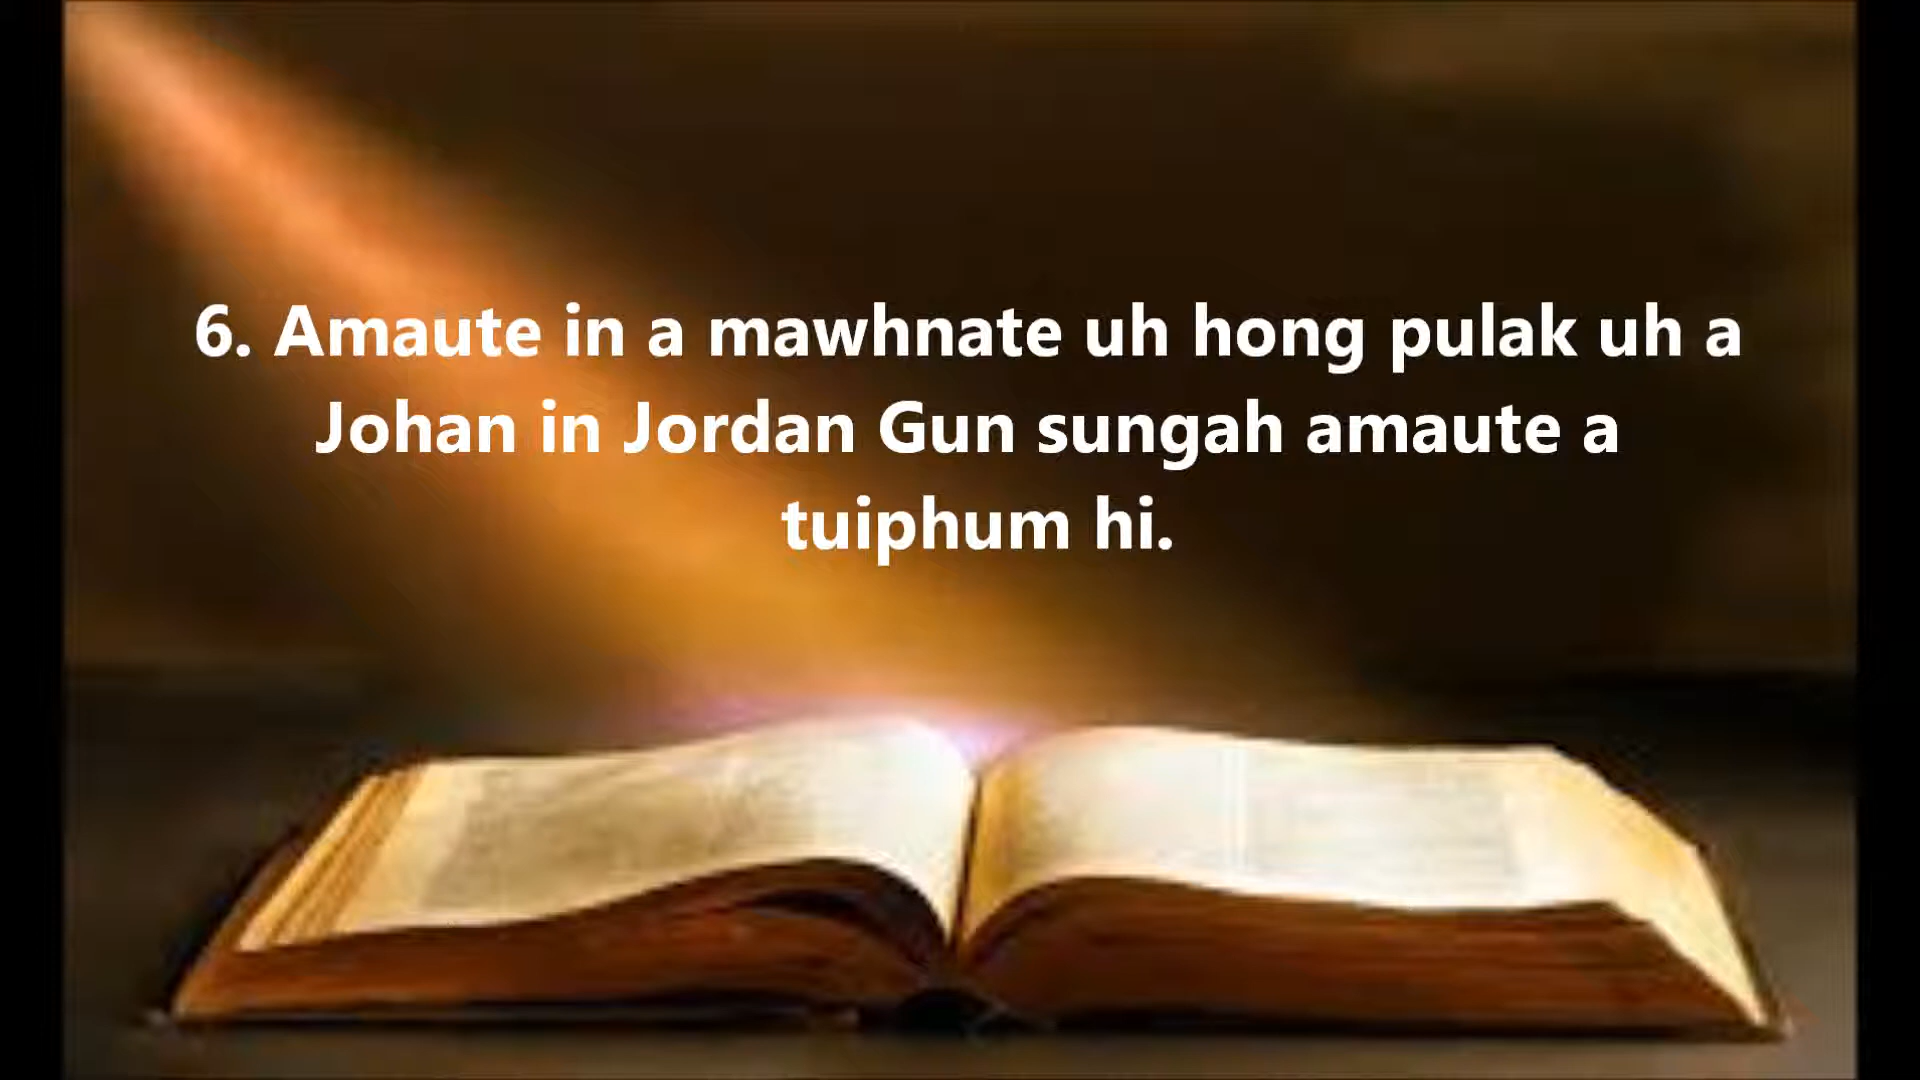 6. Amaute in a mawhnate uh hong pulak uh a
Johan in Jordan Gun sungah amaute a
tuiphum hi.